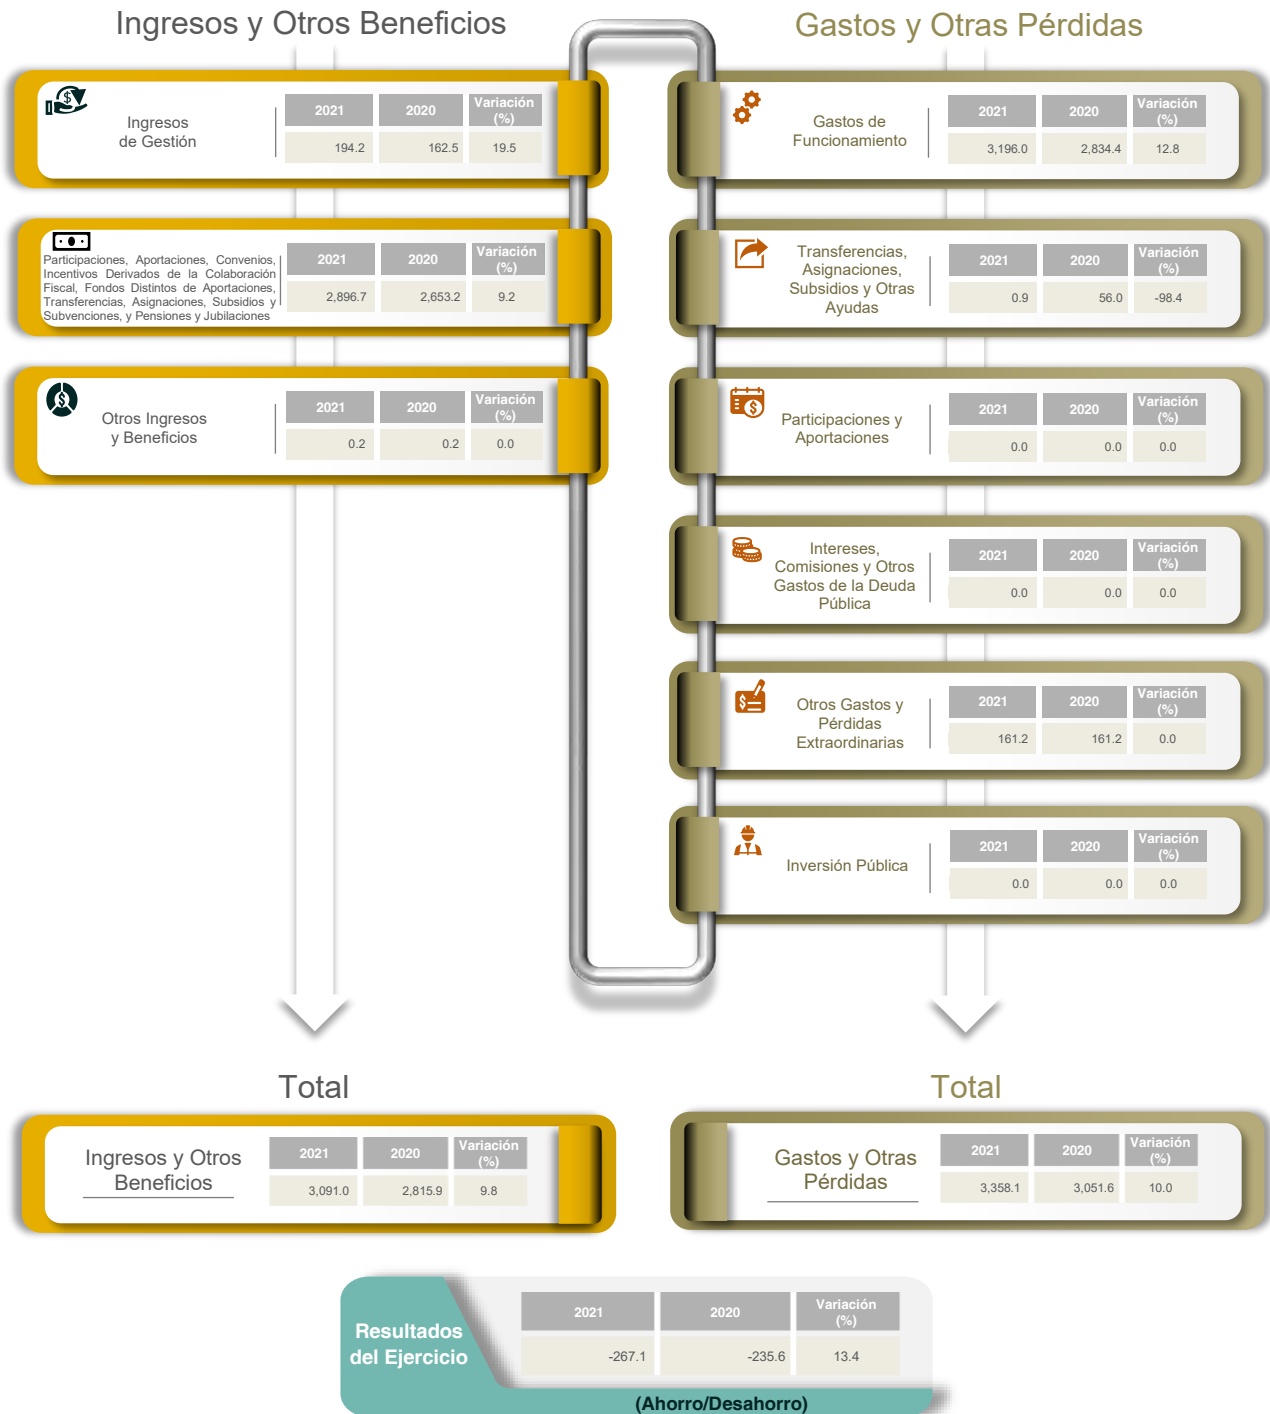 Ingresos y Otros Beneficios
Ingresos
de Gestión
2021 2020 Variación
(%)
194.2 162.5 19.5
Participaciones, Aportaciones, Convenios,
Incentivos Derivados de la Colaboración
Fiscal, Fondos Distintos de Aportaciones,
Transferencias, Asignaciones, Subsidios y
Subvenciones, y Pensiones y Jubilaciones
2021 2020 Variación
(%)
2,896.7 2,653.2 9.2
Otros Ingresos
y Beneficios
2021 2020 Variación
(%)
0.2 0.2 0.0
Gastos y Otras Pérdidas
Gastos de
Funcionamiento
2021 2020 Variación
(%)
3,196.0 2,834.4 12.8
Transferencias,
Asignaciones,
Subsidios y Otras
Ayudas
2021 2020 Variación
(%)
0.9 56.0 -98.4
Participaciones y
Aportaciones
2021 2020 Variación
(%)
0.0 0.0 0.0
Intereses,
Comisiones y Otros
Gastos de la Deuda
Pública
2021 2020 Variación
(%)
0.0 0.0 0.0
Otros Gastos y
Pérdidas
Extraordinarias
2021 2020 Variación
(%)
161.2 161.2 0.0
Inversión Pública
2021 2020 Variación
(%)
0.0 0.0 0.0
Total
Ingresos y Otros
Beneficios
2021 2020 Variación
(%)
3,091.0 2,815.9 9.8
Total
Gastos y Otras
Pérdidas
2021 2020 Variación
(%)
3,358.1 3,051.6 10.0
Resultados
del Ejercicio
2021 2020 Variación
(%)
-267.1 -235.6 13.4
(Ahorro/Desahorro)